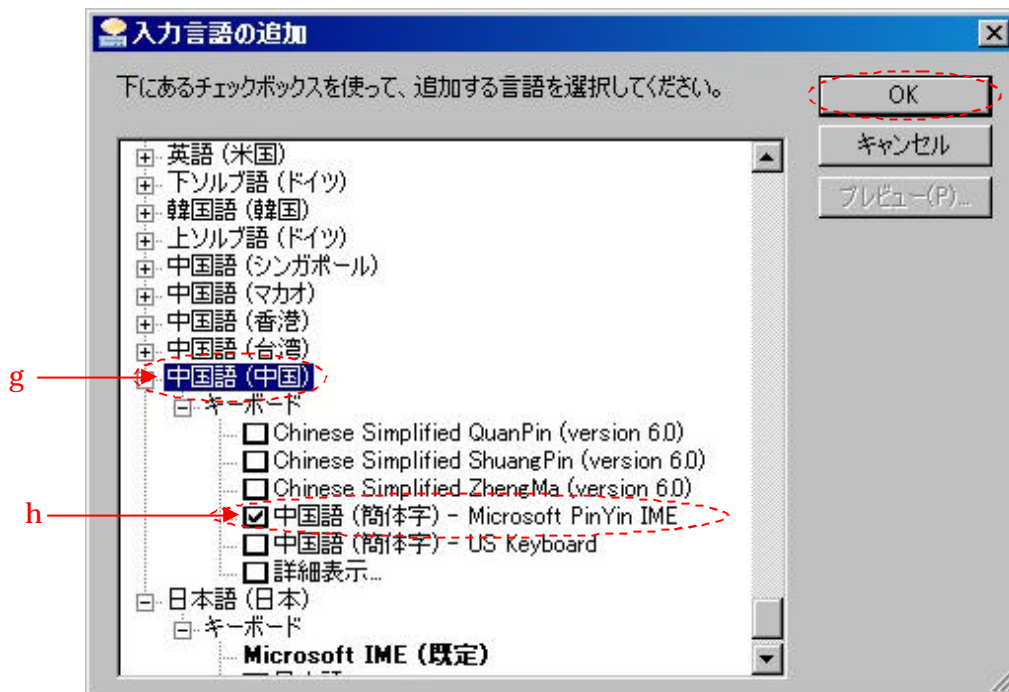 入力言語の追加
下にあるチェックボックスを使って、追加する言語を選択してください。
OK
キャンセル
プレビュー(P)...
英語 (米国)
下ソルブ語 (ドイツ)
韓国語 (韓国)
上ソルブ語 (ドイツ)
中国語 (シンガポール)
中国語 (マカオ)
中国語 (香港)
中国語 (台湾)
g
中国語 (中国)
キーボード
Chinese Simplified QuanPin (version 6.0)
Chinese Simplified ShuangPin (version 6.0)
Chinese Simplified ZhengMa (version 6.0)
h
中国語 (簡体字) - Microsoft PinYin IME
中国語 (簡体字) - US Keyboard
詳細表示...
日本語 (日本)
キーボード
Microsoft IME (既定)